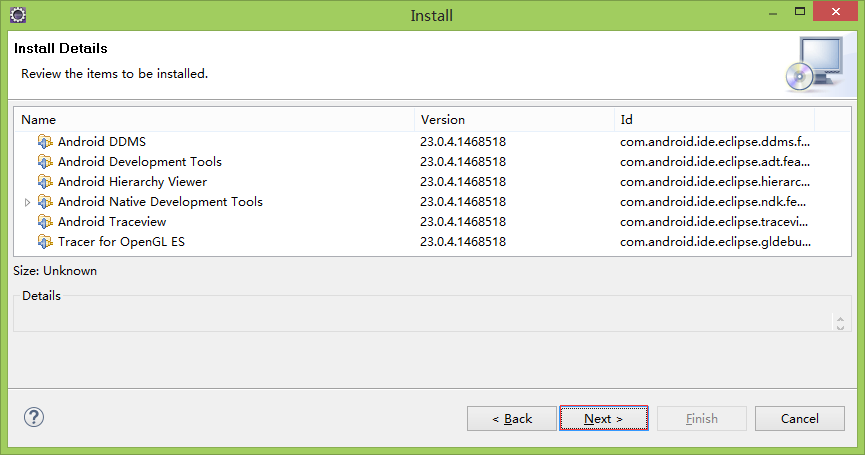 Install
Install Details
Review the items to be installed.
Name Version Id
Android DDMS 23.0.4.1468518 com.android.ide.eclipse.ddms.f...
Android Development Tools 23.0.4.1468518 com.android.ide.eclipse.adt.fea...
Android Hierarchy Viewer 23.0.4.1468518 com.android.ide.eclipse.hierarc...
Android Native Development Tools 23.0.4.1468518 com.android.ide.eclipse.ndk.fe...
Android Traceview 23.0.4.1468518 com.android.ide.eclipse.tracevi...
Tracer for OpenGL ES 23.0.4.1468518 com.android.ide.eclipse.gldebu...
Size: Unknown
Details
? < Back Next > Finish Cancel